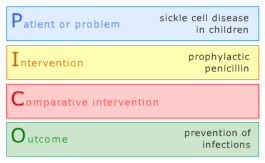 Patient or problem sickle cell disease
in children
Intervention prophylactic
penicillin
Comparative intervention
Outcome prevention of
infections